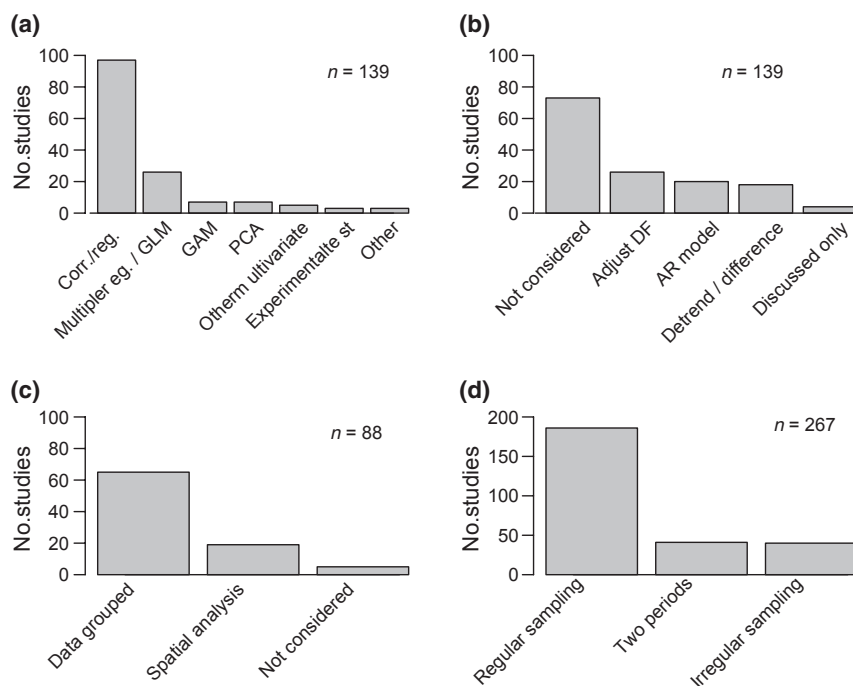 (a)
No.studies
100
80
60
40
20
0
n = 139
Corr./reg.
Multipler eg. / GLM
GAM
PCA
Otherm ultivariate
Experimentalte st
Other
(b)
No.studies
100
80
60
40
20
0
n = 139
Not considered
Adjust DF
AR model
Detrend / difference
Discussed only
(c)
No.studies
100
80
60
40
20
0
n = 88
Data grouped
Spatial analysis
Not considered
(d)
No.studies
200
150
100
50
0
n = 267
Regular sampling
Two periods
Irregular sampling